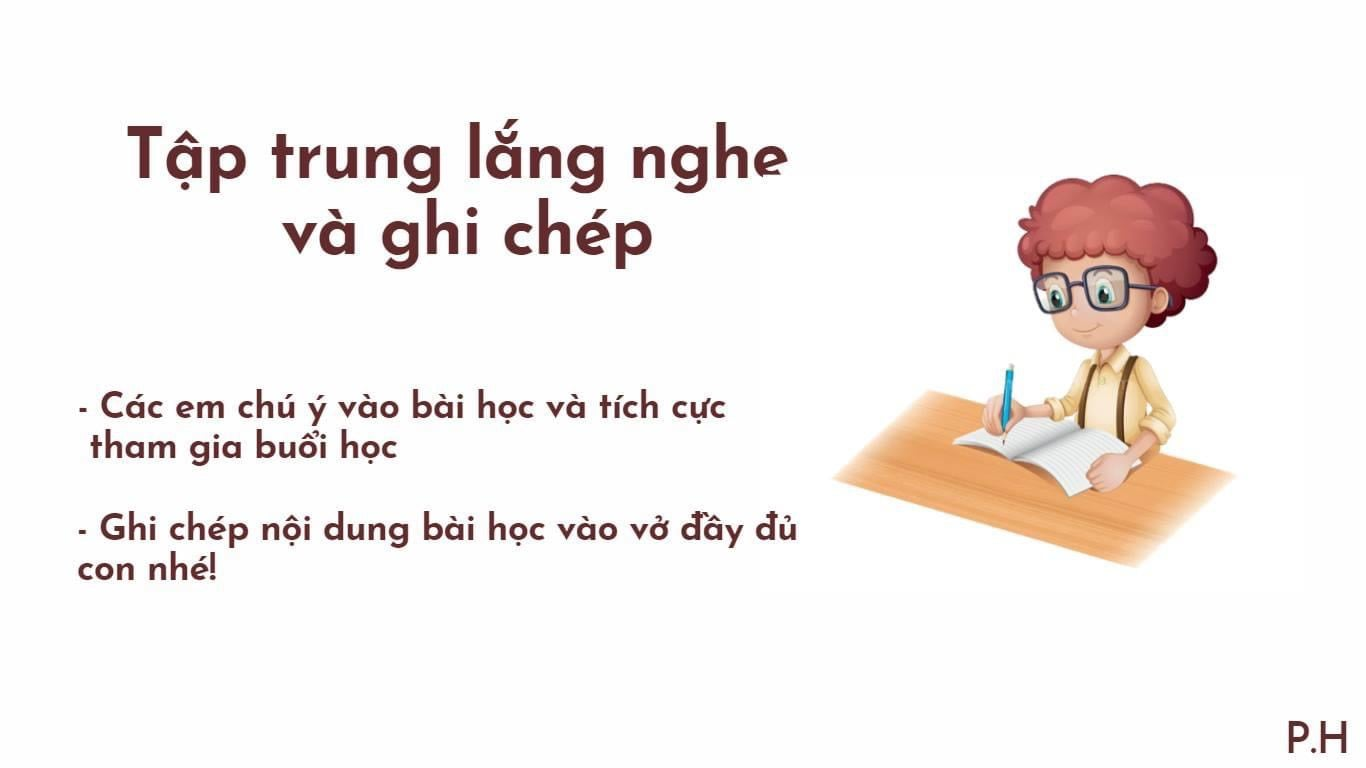 Tập trung lắng nghe
và ghi chép
- Các em chú ý vào bài học và tích cực
tham gia buổi học
- Ghi chép nội dung bài học vào vở đầy đủ
con nhé!
P.H